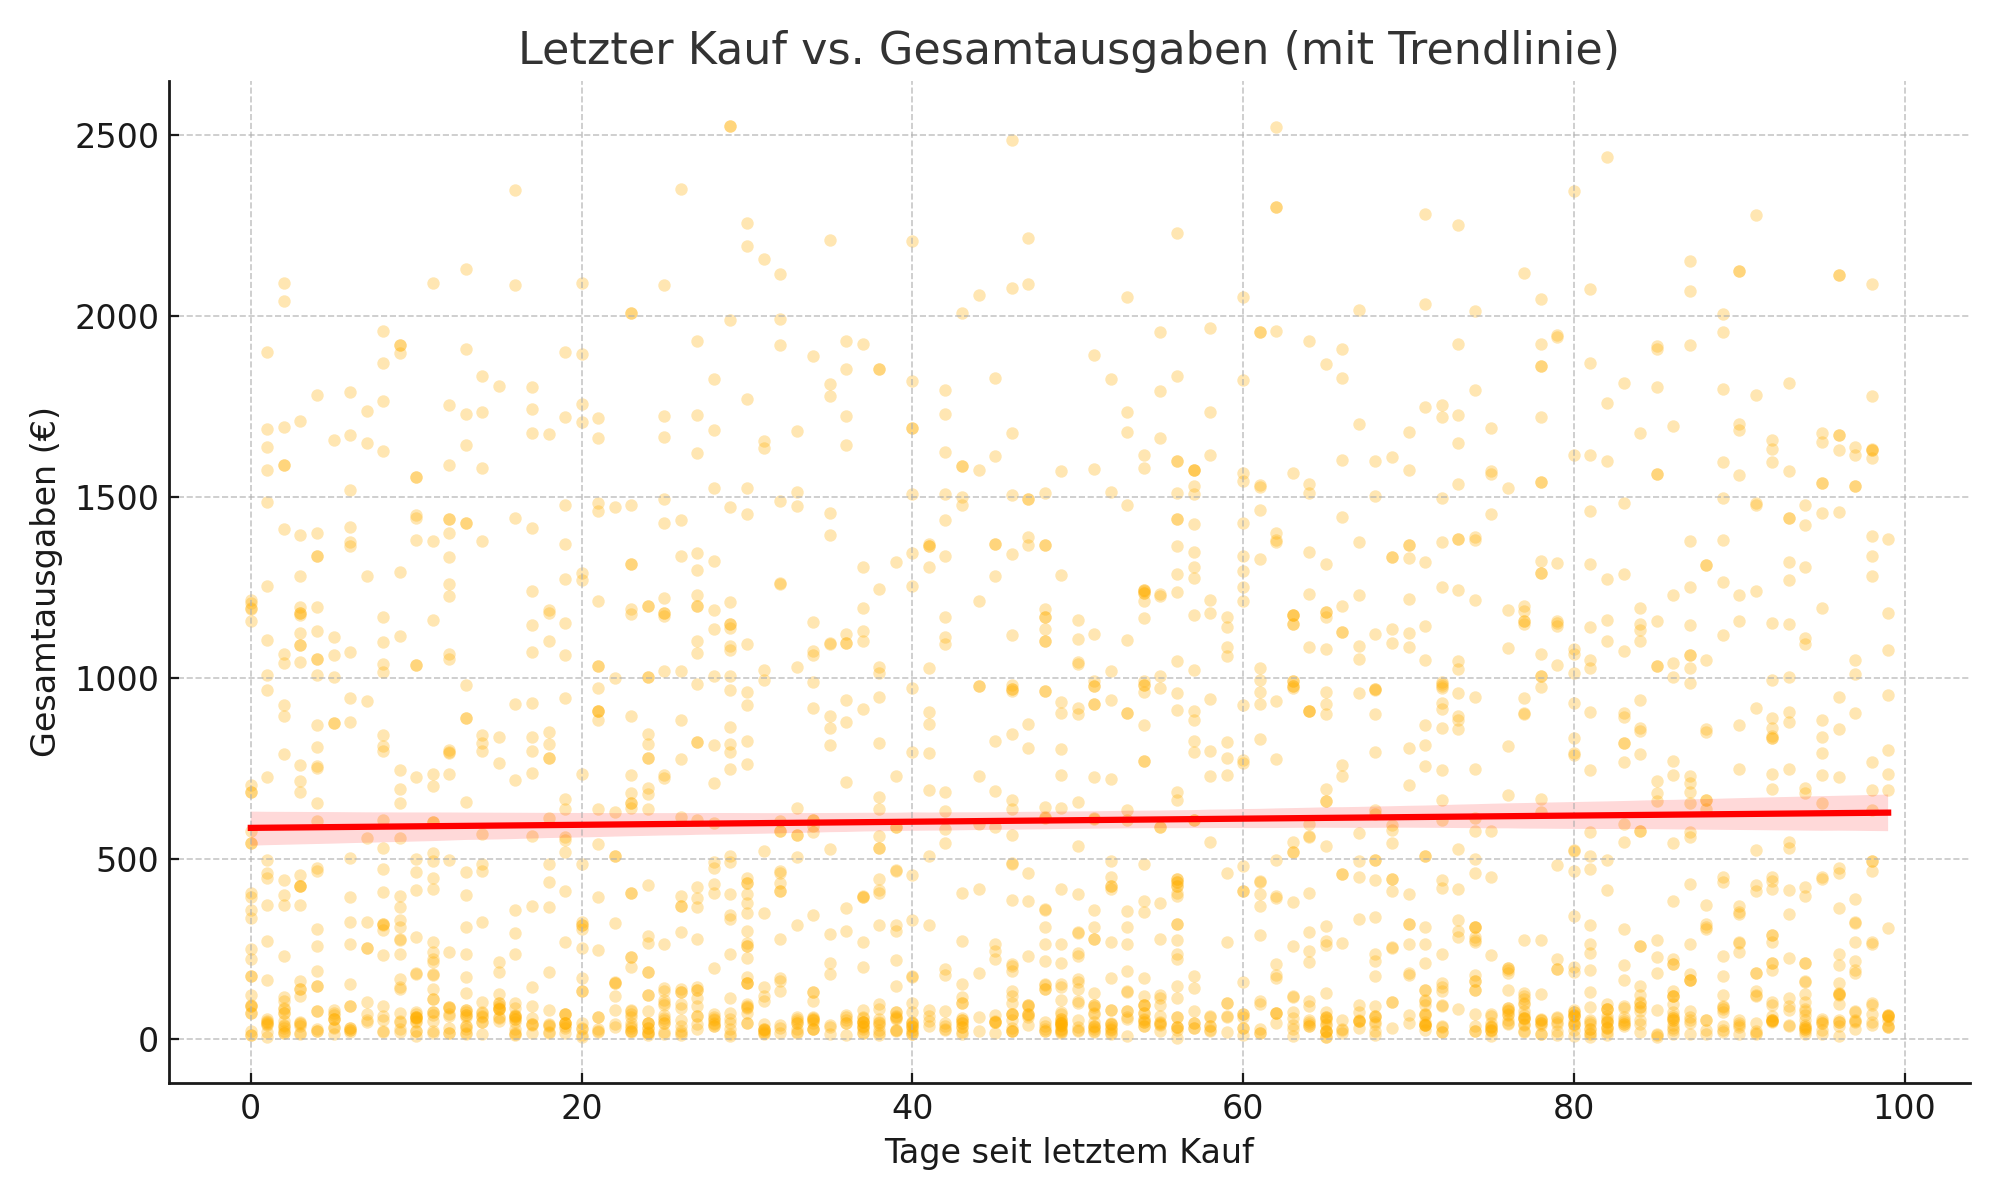 Letzter Kauf vs. Gesamtausgaben (mit Trendlinie)
Gesamtausgaben (€)
2500
2000
1500
1000
500
0
0 20 40 60 80 100
Tage seit letztem Kauf